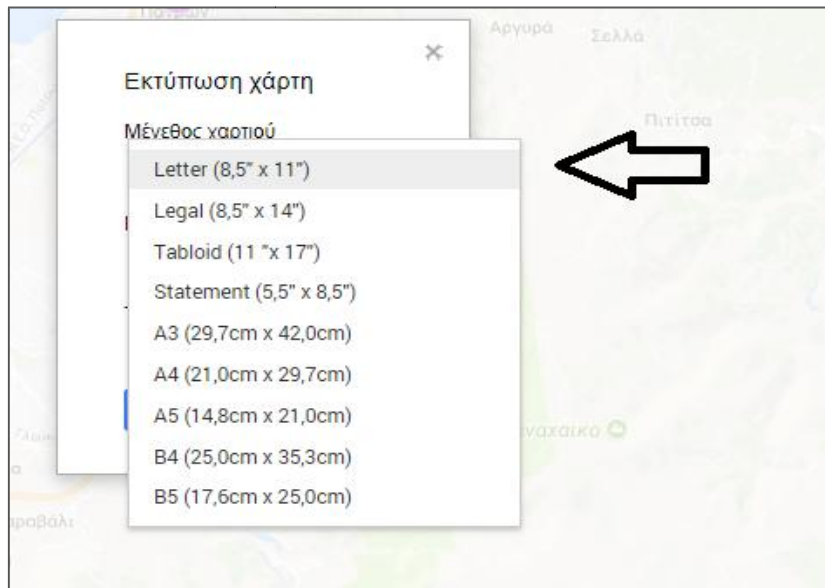 Πατρών
Αργυρά
Σελλά
Πιτίτσα
×
Εκτύπωση χάρτη
Μέγεθος χαρτιού
Letter (8,5" x 11")
Legal (8,5" x 14")
Tabloid (11 "x 17")
Statement (5,5" x 8,5")
A3 (29,7cm x 42,0cm)
A4 (21,0cm x 29,7cm)
A5 (14,8cm x 21,0cm)
B4 (25,0cm x 35,3cm)
B5 (17,6cm x 25,0cm)